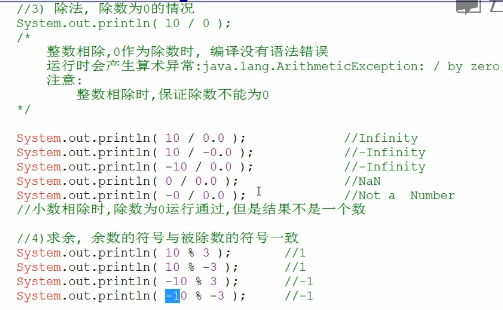 //3) 除法, 除数为0的情况
System.out.println( 10 / 0 );
/*
整数相除,0作为除数时, 编译没有语法错误
运行时会产生算术异常:java.lang.ArithmeticException: / by zero
注意:
整数相除时,保证除数不能为0
*/
System.out.println( 10 / 0.0 ); //Infinity
System.out.println( 10 / -0.0 ); //-Infinity
System.out.println( -10 / 0.0 ); //-Infinity
System.out.println( 0 / 0.0 ); //NaN
System.out.println( -0 / 0.0 ); //Not a Number
//小数相除时,除数为0运行通过,但是结果不是一个数
//4)求余, 余数的符号与被除数的符号一致
System.out.println( 10 % 3 ); //1
System.out.println( 10 % -3 ); //1
System.out.println( -10 % 3 ); //-1
System.out.println( -10 % -3 ); //-1